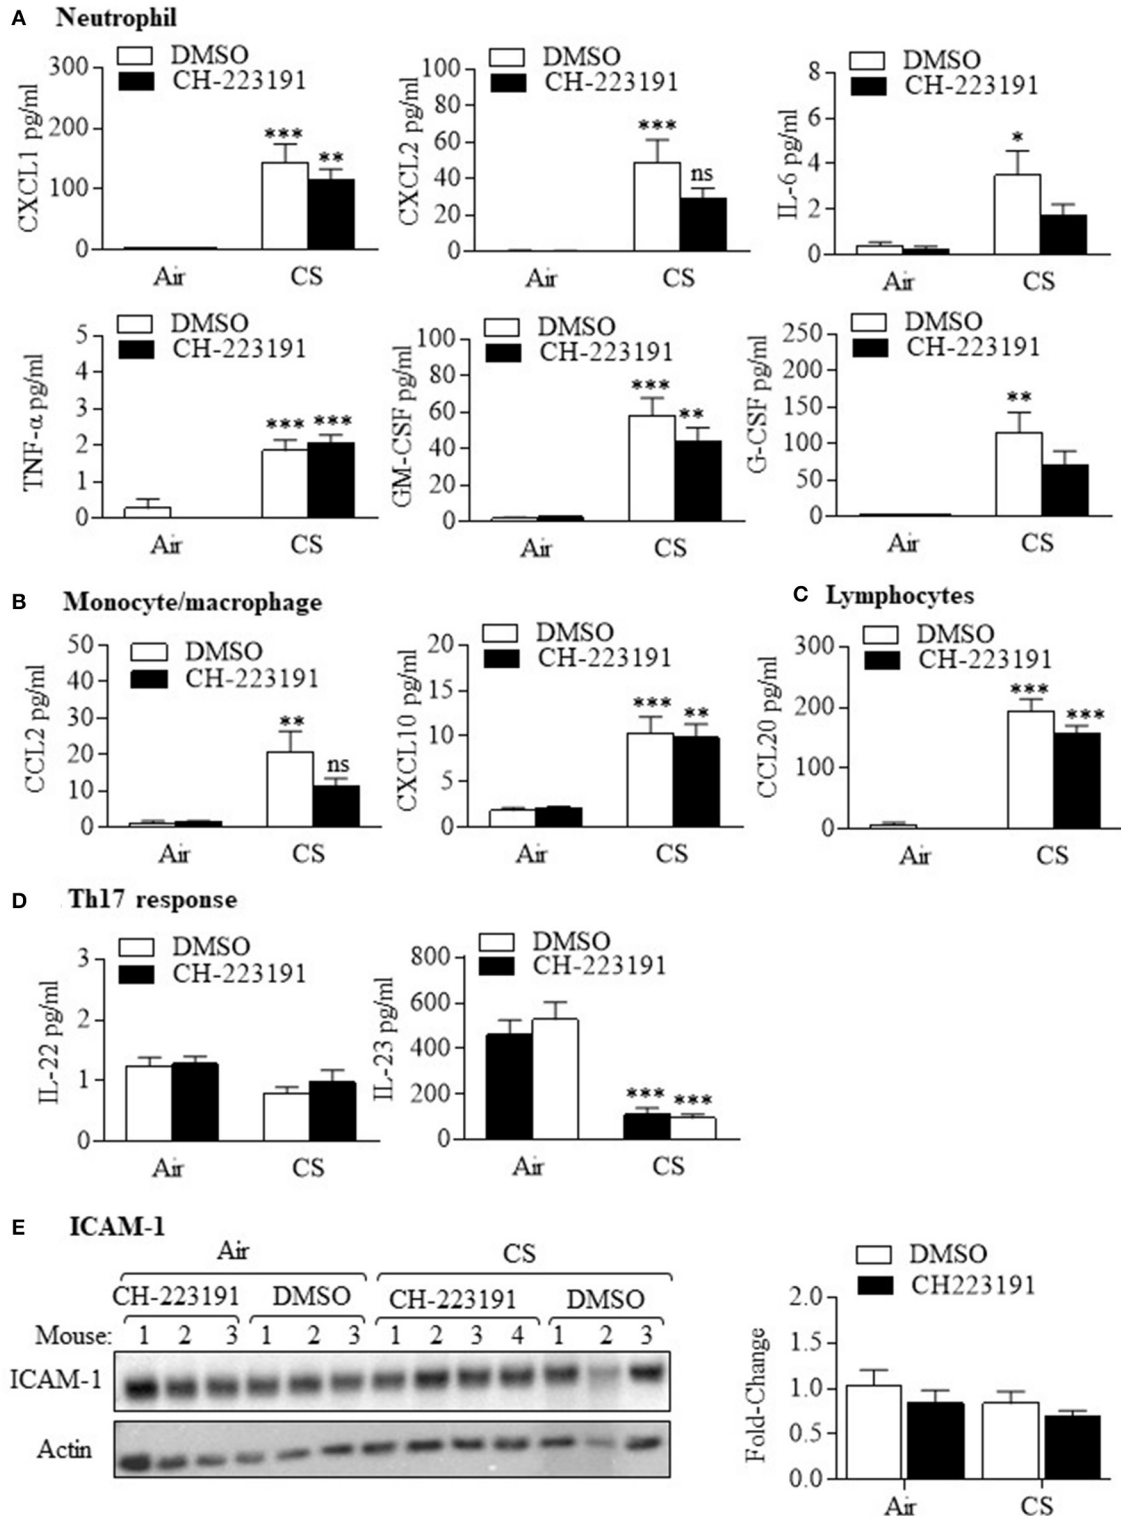 A Neutrophil
DMSO
CH-223191
CXCL1 pg/ml
300
200
100
0
***
**
Air
CS
DMSO
CH-223191
CXCL2 pg/ml
100
80
60
40
20
0
***
ns
Air
CS
DMSO
CH-223191
IL-6 pg/ml
8
6
4
2
0
*
Air
CS
DMSO
CH-223191
TNF-α pg/ml
5
4
3
2
1
0
***
***
Air
CS
DMSO
CH-223191
GM-CSF pg/ml
100
80
60
40
20
0
***
**
Air
CS
DMSO
CH-223191
G-CSF pg/ml
250
200
150
100
50
0
**
Air
CS
B Monocyte/macrophage
DMSO
CH-223191
CCL2 pg/ml
50
40
30
20
10
0
**
ns
Air
CS
DMSO
CH-223191
CXCL10 pg/ml
20
15
10
5
0
***
**
Air
CS
C Lymphocytes
DMSO
CH-223191
CCL20 pg/ml
300
200
100
0
***
***
Air
CS
D Th17 response
DMSO
CH-223191
IL-22 pg/ml
3
2
1
0
Air
CS
DMSO
CH-223191
IL-23 pg/ml
800
600
400
200
0
***
***
Air
CS
E ICAM-1
Air CS
CH-223191 DMSO CH-223191 DMSO
Mouse: 1 2 3 1 2 3 1 2 3 4 1 2 3
ICAM-1
Actin
DMSO
CH223191
Fold-Change
2.0
1.5
1.0
0.5
0.0
Air
CS